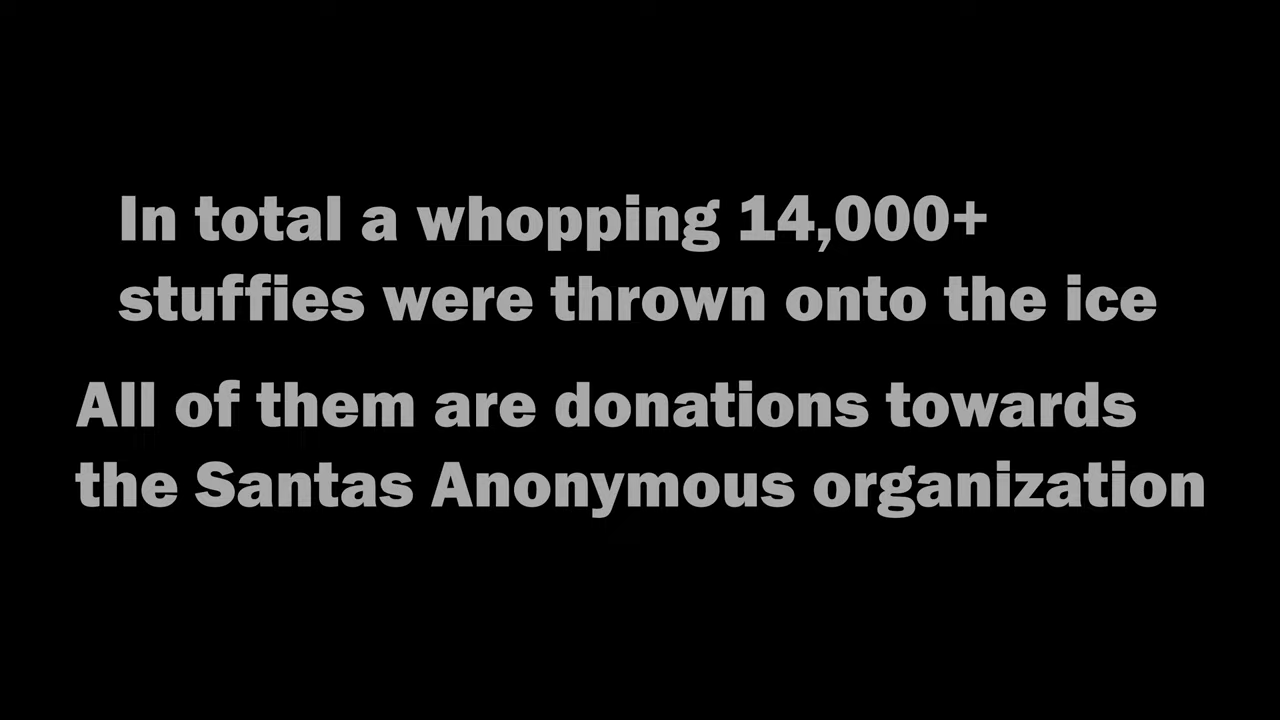 In total a whopping 14,000+
stuffies were thrown onto the ice
All of them are donations towards
the Santas Anonymous organization